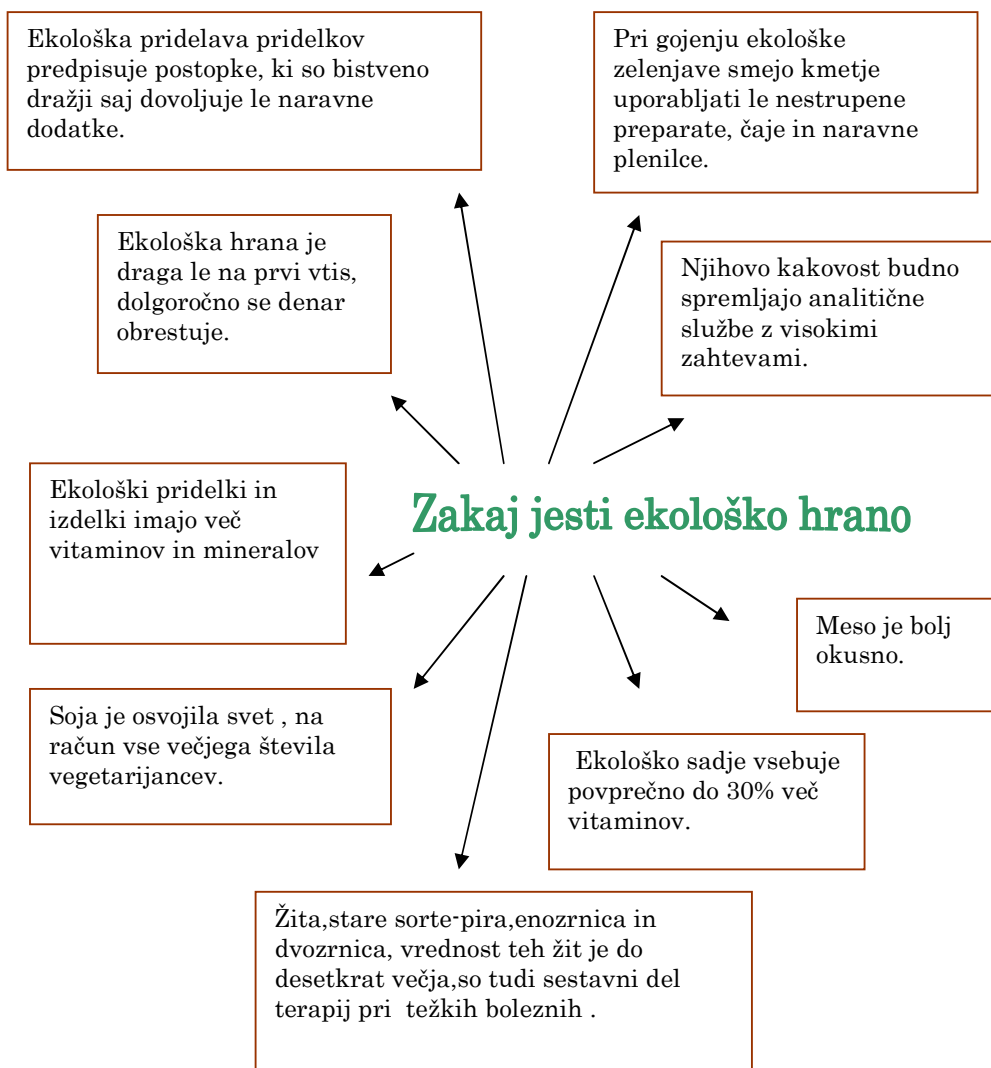 Ekološka pridelava pridelkov
predpisuje postopke, ki so bistveno
dražji saj dovoljuje le naravne
dodatke.
Pri gojenju ekološke
zelenjave smejo kmetje
uporabljati le nestrupene
preparate, čaje in naravne
plenilce.
Ekološka hrana je
draga le na prvi vtis,
dolgoročno se denar
obrestuje.
Njihovo kakovost budno
spremljajo analitične
službe z visokimi
zahtevami.
Ekološki pridelki in
izdelki imajo več
vitaminov in mineralov
Zakaj jesti ekološko hrano
Meso je bolj
okusno.
Soja je osvojila svet , na
račun vse večjega števila
vegetarijancev.
Ekološko sadje vsebuje
povprečno do 30% več
vitaminov.
Žita,stare sorte-pira,enozrnica in
dvozrnica, vrednost teh žit je do
desetkrat večja,so tudi sestavni del
terapij pri  težkih boleznih .